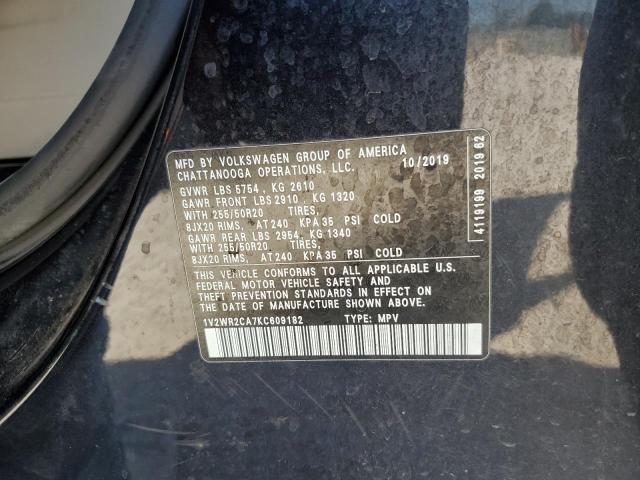 MFD BY VOLKSWAGEN GROUP OF AMERICA
CHATTANOOGA OPERATIONS, LLC. 10/2019
GVWR LBS 5754 , KG 2610
GAWR FRONT LBS 2910 , KG 1320
WITH 255/50R20 TIRES,
8JX20 RIMS, AT 240 KPA 35 PSI COLD
GAWR REAR LBS 2954, KG 1340
WITH 255/50R20 TIRES,
8JX20 RIMS, AT 240 KPA 35 PSI COLD
THIS VEHICLE CONFORMS TO ALL APPLICABLE U.S.
FEDERAL MOTOR VEHICLE SAFETY AND
THEFT PREVENTION STANDARDS IN EFFECT ON
THE DATE OF MANUFACTURE SHOWN ABOVE.
1V2WR2CA7KC609182 TYPE: MPV
4119199 2019 62